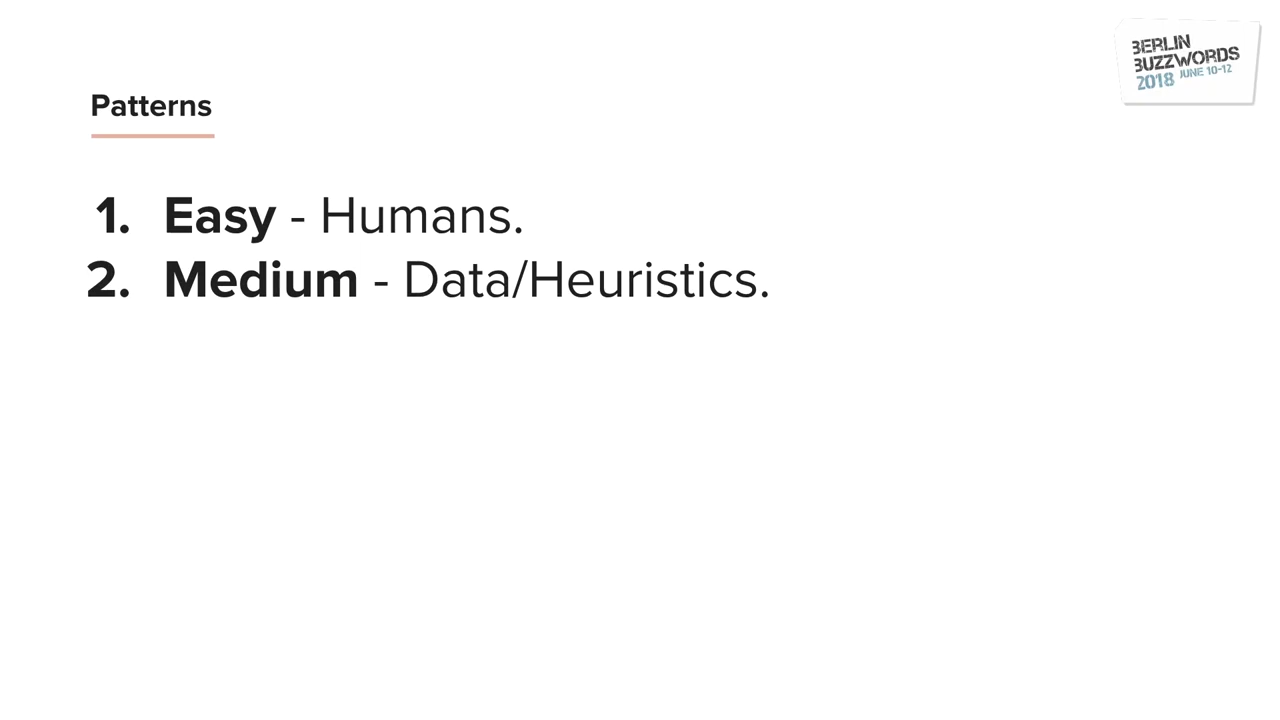 BERLIN
BUZZWORDS
2018 JUNE 10-12
Patterns
1. Easy - Humans.
2. Medium - Data/Heuristics.